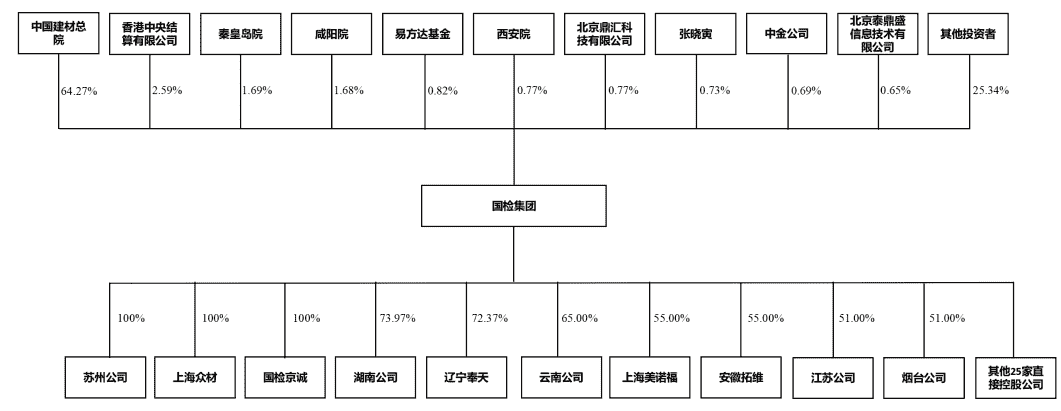 中国建材总
院
香港中央结
算有限公司
秦皇岛院
咸阳院
易方达基金
西安院
北京鼎汇科
技有限公司
张晓寅
中金公司
北京泰鼎盛
信息技术有
限公司
其他投资者
64.27%
2.59%
1.69%
1.68%
0.82%
0.77%
0.77%
0.73%
0.69%
0.65%
25.34%
国检集团
100%
100%
100%
73.97%
72.37%
65.00%
55.00%
55.00%
51.00%
51.00%
苏州公司
上海众材
国检京诚
湖南公司
辽宁奉天
云南公司
上海美诺福
安徽拓维
江苏公司
烟台公司
其他25家直
接控股公司